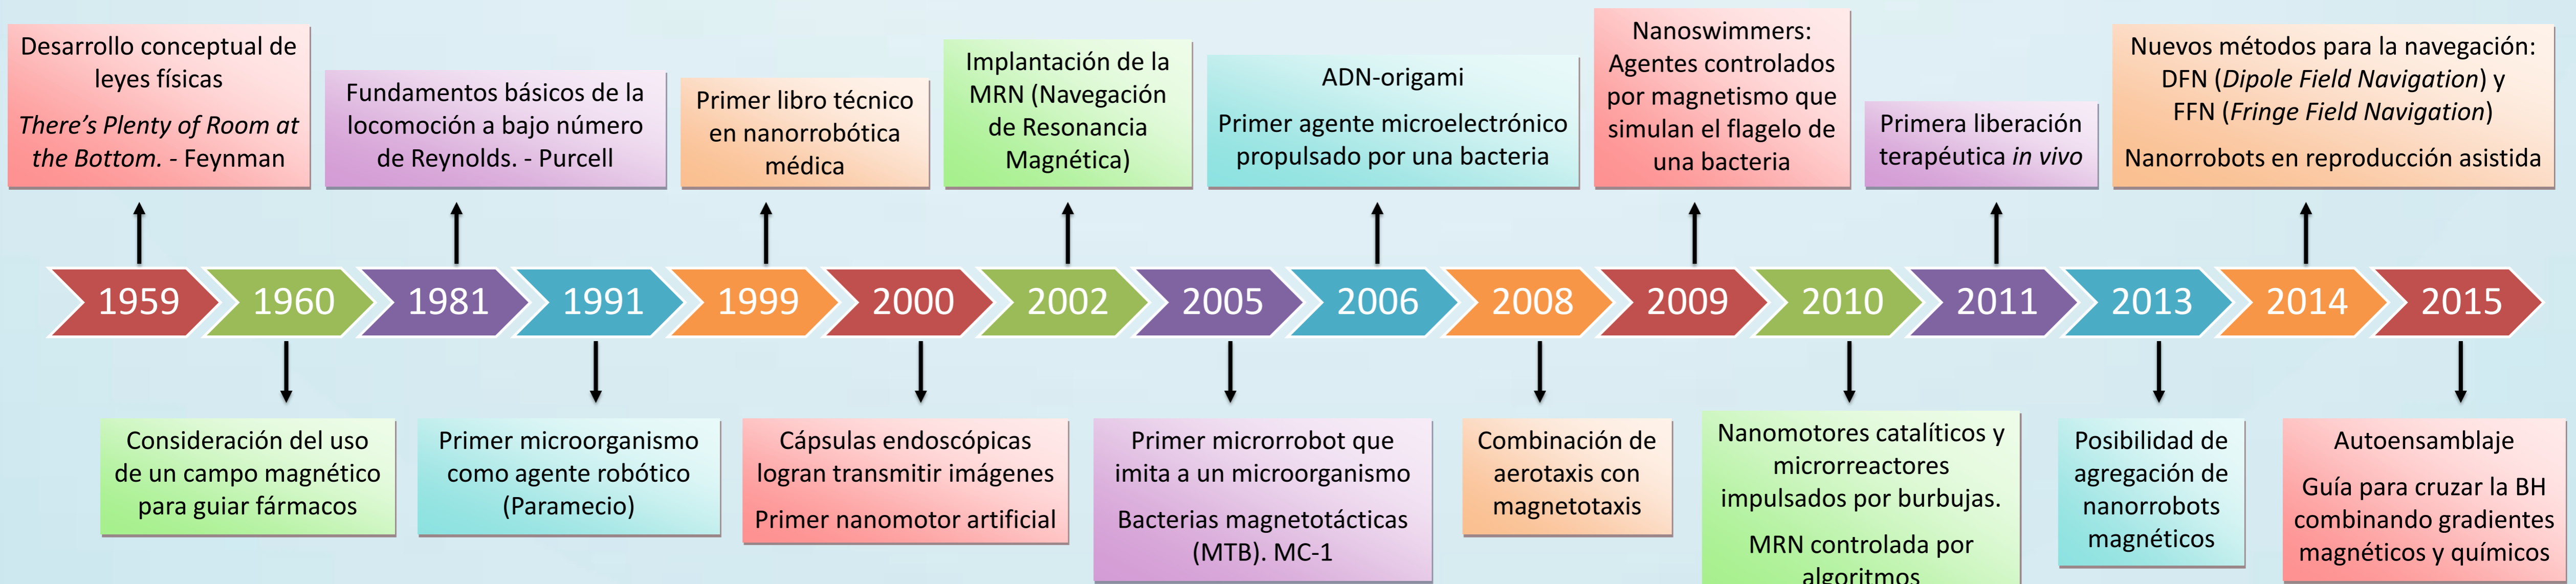 Desarrollo conceptual de
leyes físicas
There's Plenty of Room at
the Bottom. - Feynman
Fundamentos básicos de la
locomoción a bajo número
de Reynolds. - Purcell
Primer libro técnico
en nanorrobótica
médica
Implantación de la
MRN (Navegación
de Resonancia
Magnética)
ADN-origami
Primer agente microelectrónico
propulsado por una bacteria
Nanoswimmers:
Agentes controlados
por magnetismo que
simulan el flagelo de
una bacteria
Primera liberación
terapéutica in vivo
Nuevos métodos para la navegación:
DFN (Dipole Field Navigation) y
FFN (Fringe Field Navigation)
Nanorrobots en reproducción asistida
1959 1960 1981 1991 1999 2000 2002 2005 2006 2008 2009 2010 2011 2013 2014 2015
Consideración del uso
de un campo magnético
para guiar fármacos
Primer microorganismo
como agente robótico
(Paramecio)
Cápsulas endoscópicas
logran transmitir imágenes
Primer nanomotor artificial
Primer microrrobot que
imita a un microorganismo
Bacterias magnetotácticas
(MTB). MC-1
Combinación de
aerotaxis con
magnetotaxis
Nanomotores catalíticos y
microrreactores
impulsados por burbujas.
MRN controlada por
algoritmos
Posibilidad de
agregación de
nanorrobots
magnéticos
Autoensamblaje
Guía para cruzar la BH
combinando gradientes
magnéticos y químicos